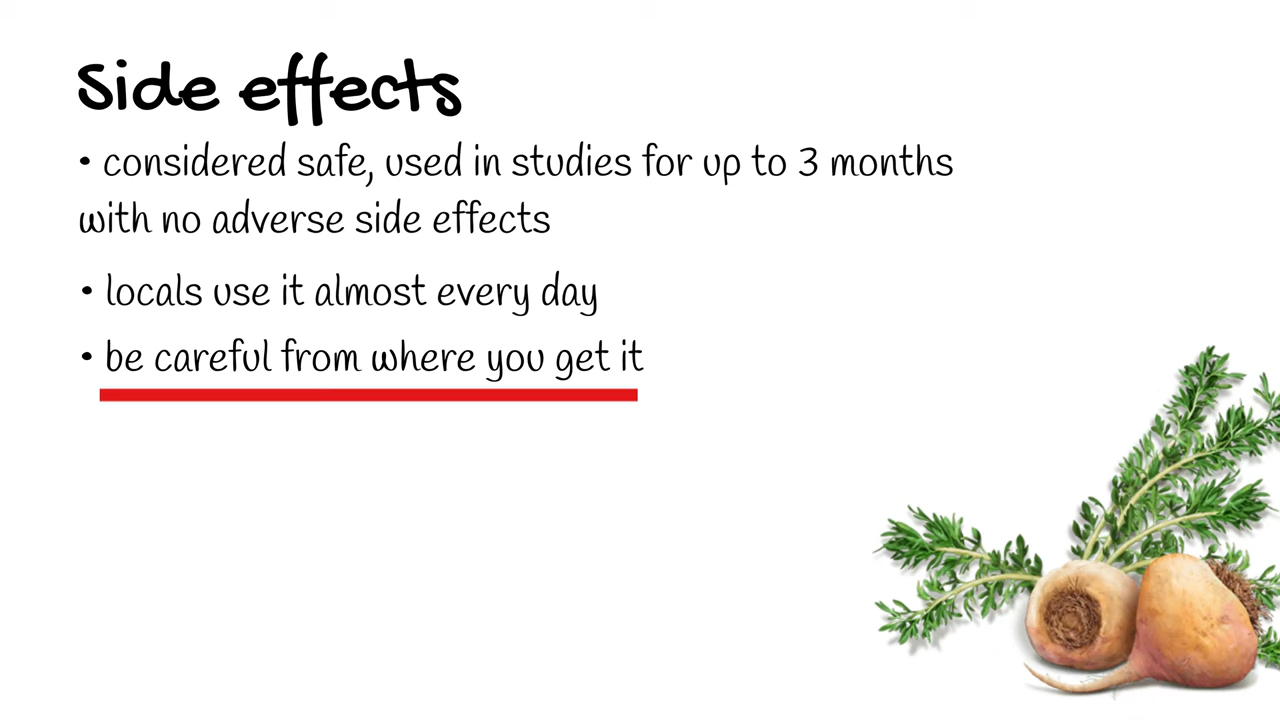 Side effects
• considered safe, used in studies for up to 3 months
with no adverse side effects
• locals use it almost every day
• be careful from where you get it